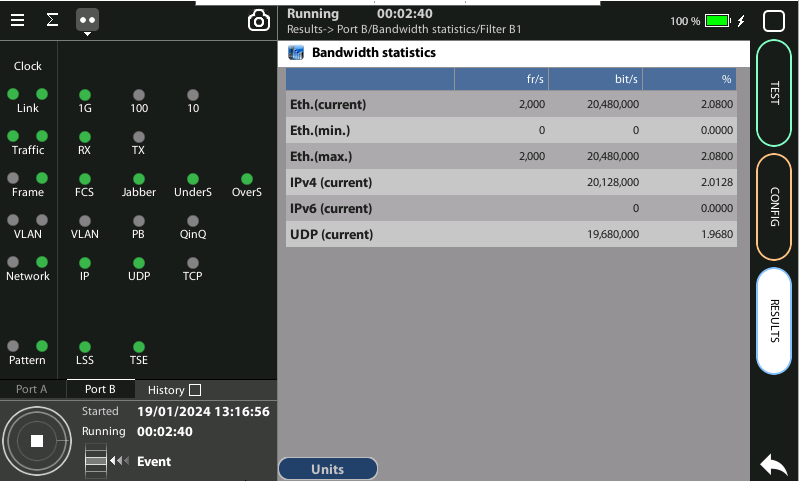 Running 00:02:40
Results-> Port B/Bandwidth statistics/Filter B1
100 %
Bandwidth statistics
fr/s bit/s %
Eth.(current) 2,000 20,480,000 2.0800
Eth.(min.) 0 0 0.0000
Eth.(max.) 2,000 20,480,000 2.0800
IPv4 (current) 20,128,000 2.0128
IPv6 (current) 0 0.0000
UDP (current) 19,680,000 1.9680
Clock
Link 1G 100 10
Traffic RX TX
Frame FCS Jabber UnderS OverS
VLAN VLAN PB QinQ
Network IP UDP TCP
Pattern LSS TSE
Port A Port B History
Started 19/01/2024 13:16:56
Running 00:02:40
Event
Units
TEST
CONFIG
RESULTS